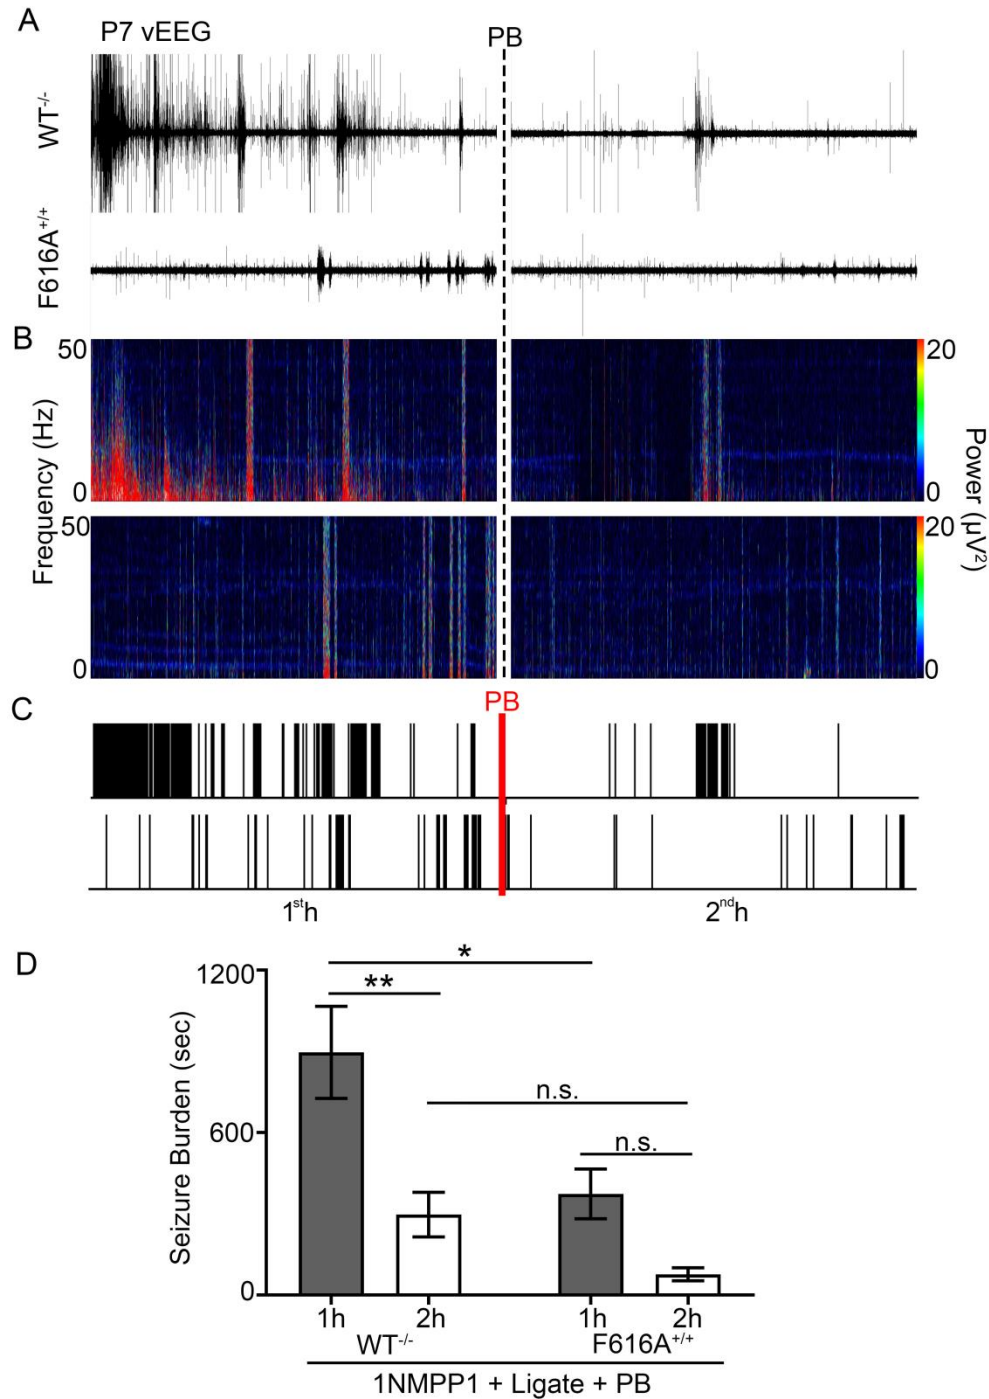 A
P7 vEEG
PB
WT-/-
F616A+/+
B
50
0
50
0
Frequency (Hz)
20
0
20
0
Power (µV²)
C
PB
1st h
2nd h
D
Seizure Burden (sec)
1200
600
0
*
**
n.s.
n.s.
1h
2h
1h
2h
WT-/-
F616A+/+
1NMPP1 + Ligate + PB